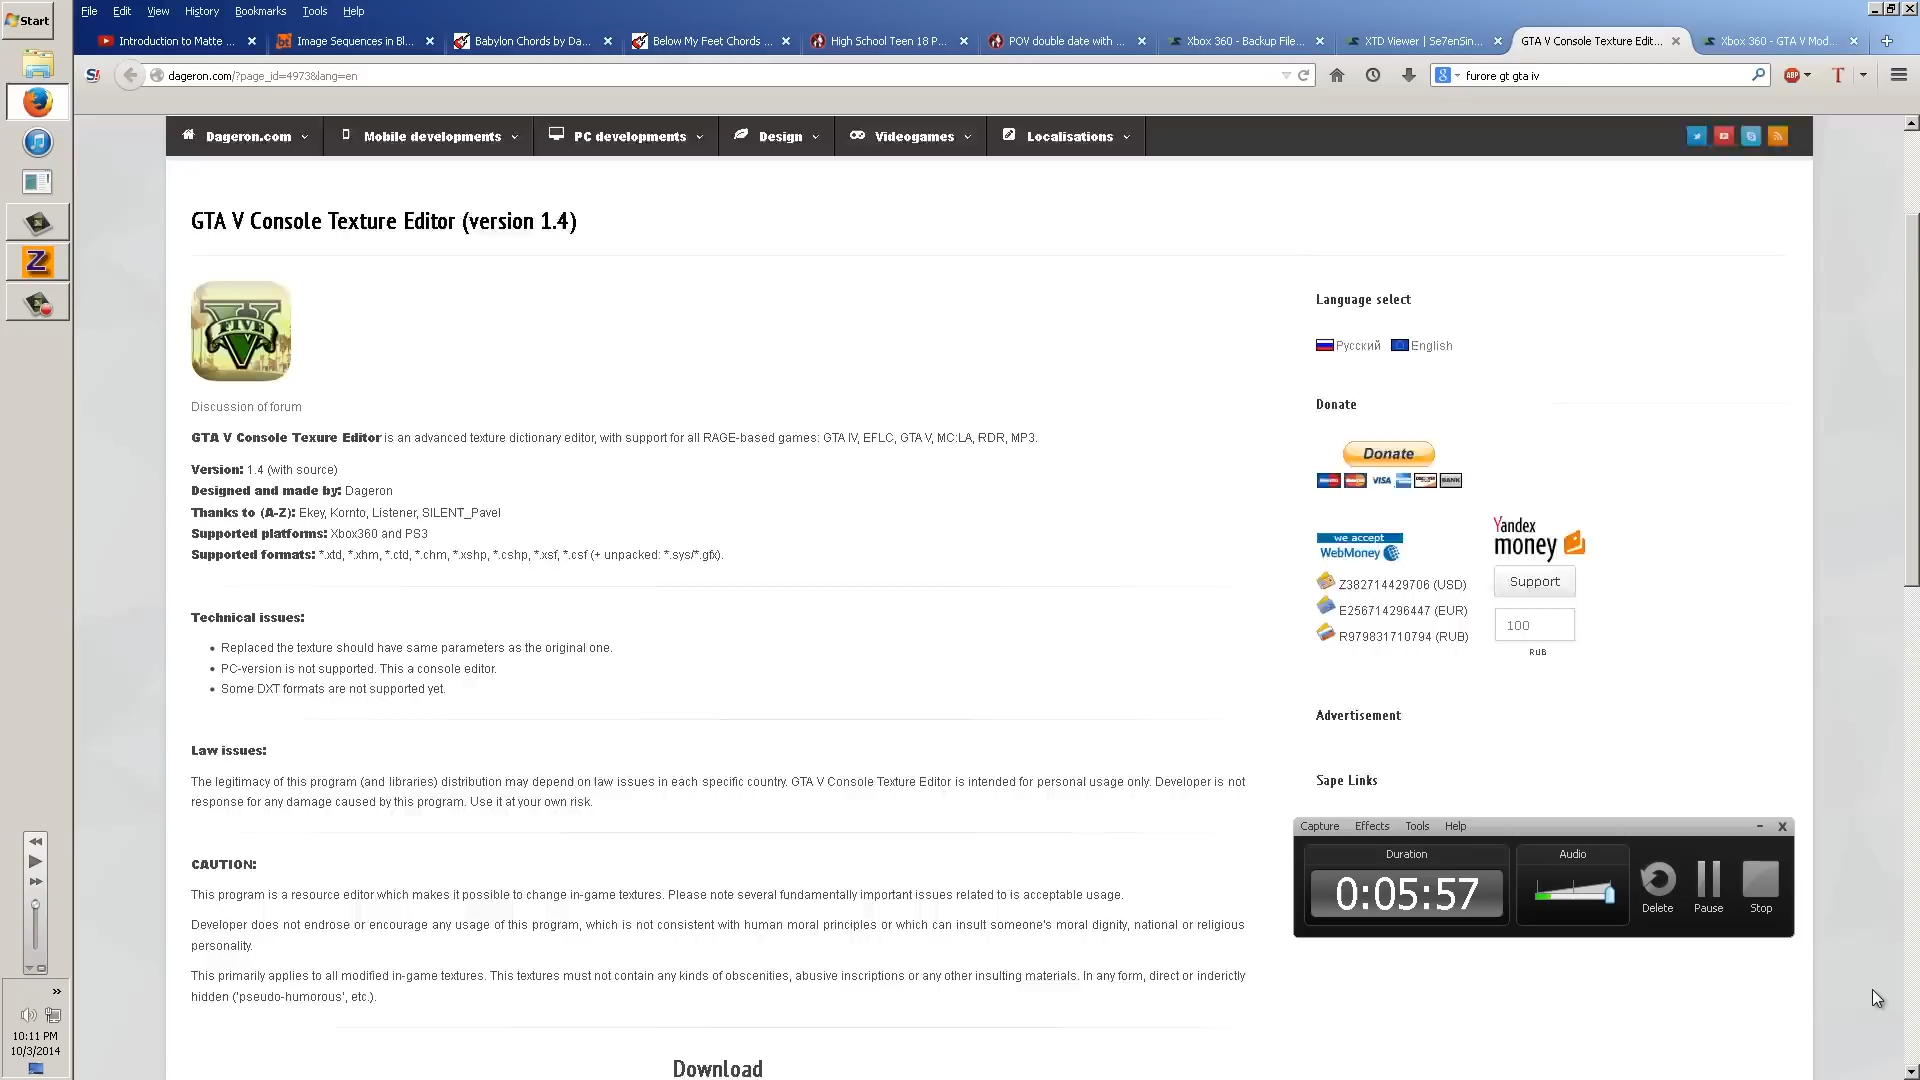 Start
File Edit View History Bookmarks Tools Help
Introduction to Matte ...
Image Sequences in Bl...
Babylon Chords by Da...
Below My Feet Chords ...
High School Teen 18 P...
POV double date with ...
Xbox 360 - Backup File...
XTD Viewer | Se7enSin...
GTA V Console Texture Edit...
Xbox 360 - GTA V Mod...
S!
dageron.com/?page_id=4973&lang=en
8
furore gt gta iv
ABP
T
Dageron.com
Mobile developments
PC developments
Design
Videogames
Localisations
GTA V Console Texture Editor (version 1.4)
V
FIVE
Discussion of forum
GTA V Console Texure Editor is an advanced texture dictionary editor, with support for all RAGE-based games: GTA IV, EFLC, GTA V, MC:LA, RDR, MP3.
Version: 1.4 (with source)
Designed and made by: Dageron
Thanks to (A-Z): Ekey, Kornto, Listener, SILENT_Pavel
Supported platforms: Xbox360 and PS3
Supported formats: *.xtd, *.xhm, *.ctd, *.chm, *.xshp, *.cshp, *.xsf, *.csf (+ unpacked: *.sys/*.gfx).
Technical issues:
Replaced the texture should have same parameters as the original one.
PC-version is not supported. This a console editor.
Some DXT formats are not supported yet.
Law issues:
The legitimacy of this program (and libraries) distribution may depend on law issues in each specific country. GTA V Console Texture Editor is intended for personal usage only. Developer is not
response for any damage caused by this program. Use it at your own risk.
CAUTION:
This program is a resource editor which makes it possible to change in-game textures. Please note several fundamentally important issues related to is acceptable usage.
Developer does not endrose or encourage any usage of this program, which is not consistent with human moral principles or which can insult someone's moral dignity, national or religious
personality.
This primarily applies to all modified in-game textures. This textures must not contain any kinds of obscenities, abusive inscriptions or any other insulting materials. In any form, direct or inderictly
hidden ('pseudo-humorous', etc.).
Download
Language select
Русский English
Donate
Donate
VISA
BANK
we accept
WebMoney
Z382714429706 (USD)
E256714296447 (EUR)
R979831710794 (RUB)
Yandex
money
Support
100
RUB
Advertisement
Sape Links
Capture Effects Tools Help
Duration
0:05:57
Audio
Delete Pause Stop
Z
10:11 PM
10/3/2014